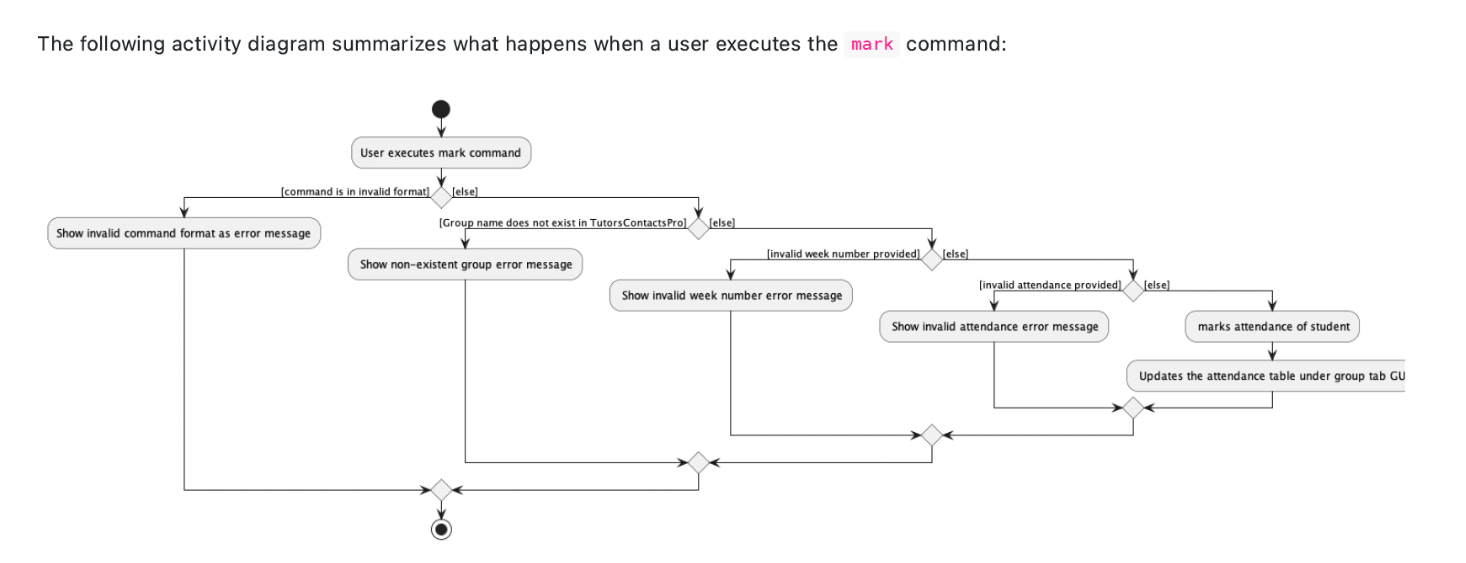 The following activity diagram summarizes what happens when a user executes the mark command:
User executes mark command
[command is in invalid format] [else]
Show invalid command format as error message
[Group name does not exist in TutorsContactsPro] [else]
Show non-existent group error message
[invalid week number provided] [else]
Show invalid week number error message
[invalid attendance provided] [else]
Show invalid attendance error message
marks attendance of student
Updates the attendance table under group tab GU